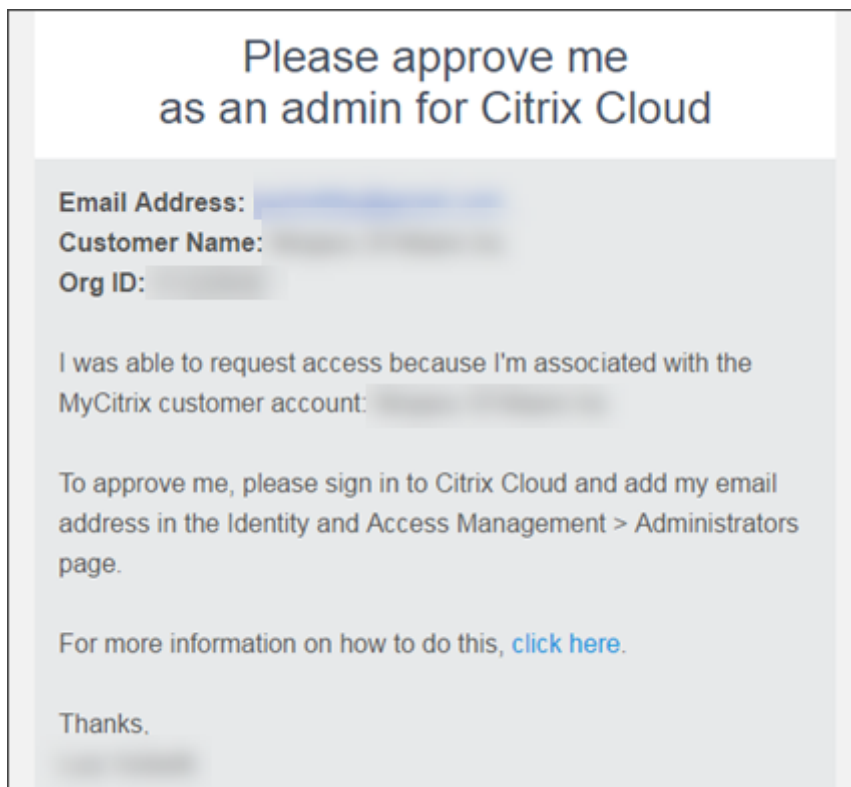 Please approve me
as an admin for Citrix Cloud
Email Address:
Customer Name:
Org ID:
I was able to request access because I'm associated with the
MyCitrix customer account:
To approve me, please sign in to Citrix Cloud and add my email
address in the Identity and Access Management > Administrators
page.
For more information on how to do this, click here.
Thanks,